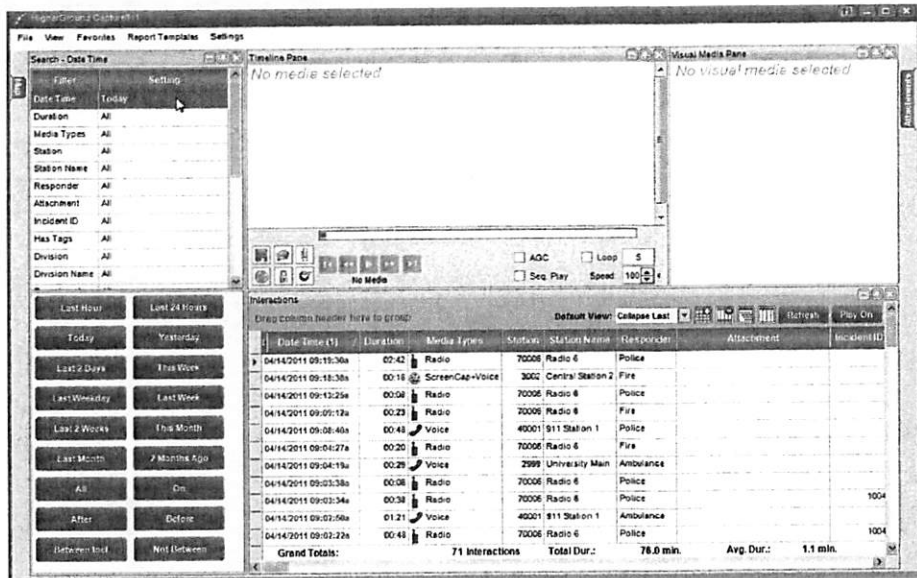 HigherGround Capture911
File View Favorites Report Templates Settings
Search - Date Time
Filter Setting
Date Time Today
Duration All
Media Types All
Station All
Station Name All
Responder All
Attachment All
Incident ID All
Has Tags All
Division All
Division Name All
Last Hour Last 24 Hours
Today Yesterday
Last 2 Days This Week
Last Weekday Last Week
Last 2 Weeks This Month
Last Month 2 Months Ago
All On
After Before
Between Incl. Not Between
Timeline Pane
No media selected
No Media
AGC Loop 5
Seq. Play Speed 100
Visual Media Pane
No visual media selected
Attachments
Interactions
Drag column header here to group
Default View: Collapse Last Refresh Play On
Date Time (1) Duration Media Types Station Station Name Responder Attachment Incident ID
04/14/2011 09:19:30a 02:42 Radio 70006 Radio 6 Police
04/14/2011 09:18:38a 00:16 ScreenCap+Voice 3002 Central Station 2 Fire
04/14/2011 09:13:25a 00:08 Radio 70006 Radio 6 Police
04/14/2011 09:09:12a 00:23 Radio 70006 Radio 6 Fire
04/14/2011 09:08:40a 00:48 Voice 40001 911 Station 1 Police
04/14/2011 09:04:27a 00:20 Radio 70006 Radio 6 Fire
04/14/2011 09:04:19a 00:29 Voice 2999 University Main Ambulance
04/14/2011 09:03:38a 00:08 Radio 70006 Radio 6 Police
04/14/2011 09:03:34a 00:38 Radio 70006 Radio 6 Police 1004
04/14/2011 09:02:50a 01:21 Voice 40001 911 Station 1 Ambulance
04/14/2011 09:02:22a 00:48 Radio 70006 Radio 6 Police 1004
Grand Totals: 71 Interactions Total Dur.: 76.0 min. Avg. Dur.: 1.1 min.